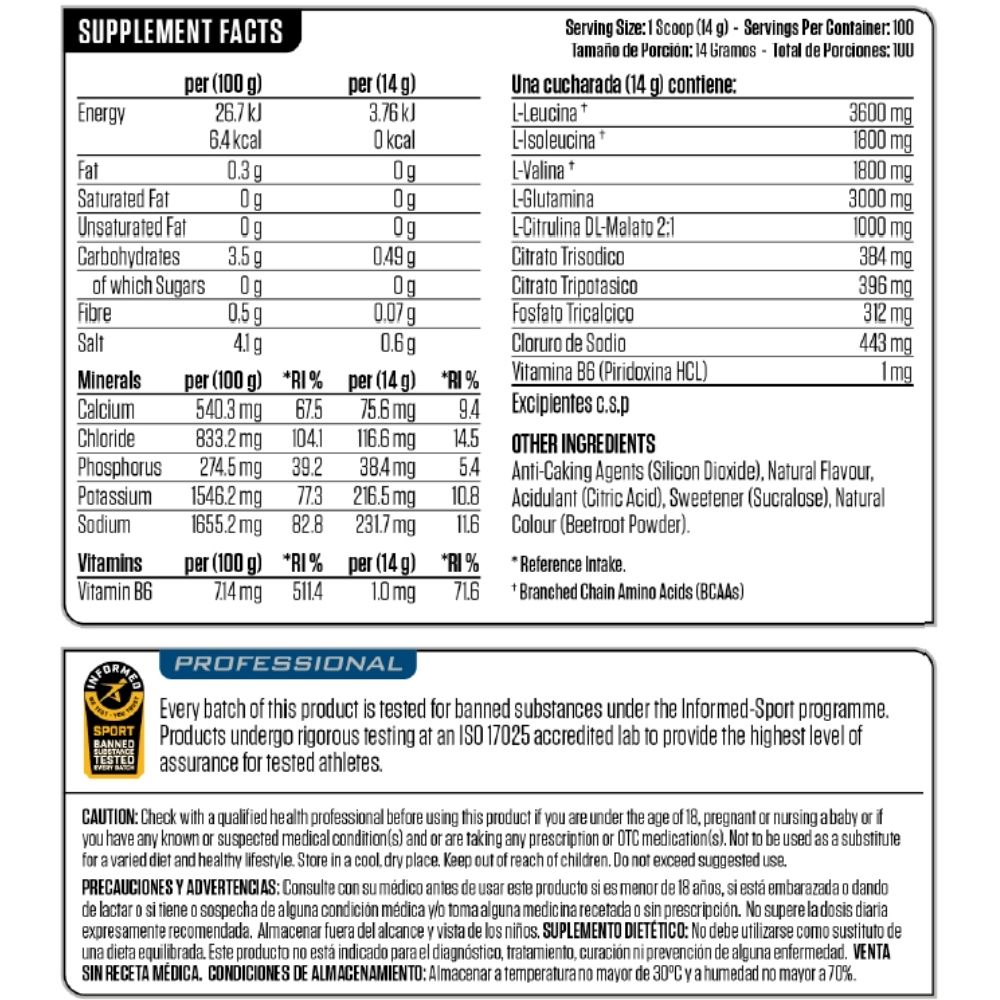 SUPPLEMENT FACTS
Serving Size: 1 Scoop (14 g) - Servings Per Container: 100
Tamaño de Porción: 14 Gramos - Total de Porciones: 100
per (100 g) per (14 g)
Energy 26.7 kJ 3.76 kJ
6.4 kcal 0 kcal
Fat 0.3 g 0 g
Saturated Fat 0 g 0 g
Unsaturated Fat 0 g 0 g
Carbohydrates 3.5 g 0.49 g
of which Sugars 0 g 0 g
Fibre 0.5 g 0.07 g
Salt 4.1 g 0.6 g
Minerals per (100 g) *RI % per (14 g) *RI %
Calcium 540.3 mg 67.5 75.6 mg 9.4
Chloride 833.2 mg 104.1 116.6 mg 14.5
Phosphorus 274.5 mg 39.2 38.4 mg 5.4
Potassium 1546.2 mg 77.3 216.5 mg 10.8
Sodium 1655.2 mg 82.8 231.7 mg 11.6
Vitamins per (100 g) *RI % per (14 g) *RI %
Vitamin B6 7.14 mg 511.4 1.0 mg 71.6
Una cucharada (14 g) contiene:
L-Leucina † 3600 mg
L-Isoleucina † 1800 mg
L-Valina † 1800 mg
L-Glutamina 3000 mg
L-Citrulina DL-Malato 2:1 1000 mg
Citrato Trisodico 384 mg
Citrato Tripotasico 396 mg
Fosfato Tricalcico 312 mg
Cloruro de Sodio 443 mg
Vitamina B6 (Piridoxina HCL) 1 mg
Excipientes c.s.p
OTHER INGREDIENTS
Anti-Caking Agents (Silicon Dioxide), Natural Flavour,
Acidulant (Citric Acid), Sweetener (Sucralose), Natural
Colour (Beetroot Powder).
* Reference Intake.
† Branched Chain Amino Acids (BCAAs)
PROFESSIONAL
INFORMED
WE TEST · YOU TRUST
SPORT
BANNED
SUBSTANCE
TESTED
EVERY BATCH
Every batch of this product is tested for banned substances under the Informed-Sport programme.
Products undergo rigorous testing at an ISO 17025 accredited lab to provide the highest level of
assurance for tested athletes.
CAUTION: Check with a qualified health professional before using this product if you are under the age of 18, pregnant or nursing a baby or if
you have any known or suspected medical condition(s) and or are taking any prescription or OTC medication(s). Not to be used as a substitute
for a varied diet and healthy lifestyle. Store in a cool, dry place. Keep out of reach of children. Do not exceed suggested use.
PRECAUCIONES Y ADVERTENCIAS: Consulte con su médico antes de usar este producto si es menor de 18 años, si está embarazada o dando
de lactar o si tiene o sospecha de alguna condición médica y/o toma alguna medicina recetada o sin prescripción. No supere la dosis diaria
expresamente recomendada. Almacenar fuera del alcance y vista de los niños. SUPLEMENTO DIETÉTICO: No debe utilizarse como sustituto de
una dieta equilibrada. Este producto no está indicado para el diagnóstico, tratamiento, curación ni prevención de alguna enfermedad. VENTA
SIN RECETA MÉDICA. CONDICIONES DE ALMACENAMIENTO: Almacenar a temperatura no mayor de 30°C y a humedad no mayor a 70%.